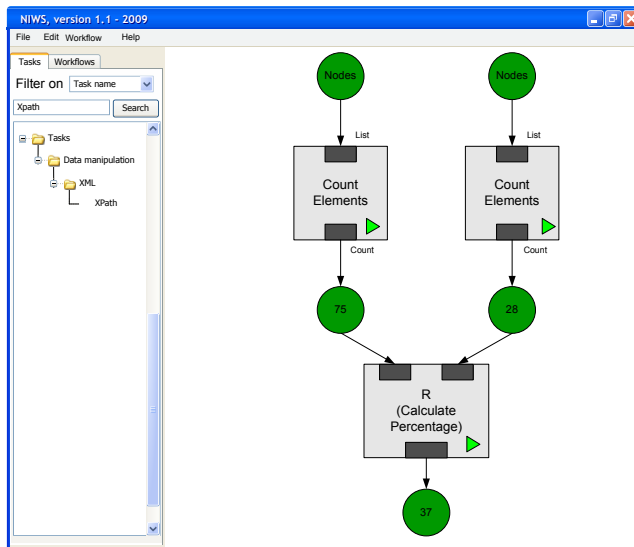 NIWS, version 1.1 - 2009
File Edit Workflow Help
Tasks Workflows
Filter on Task name
Xpath Search
Tasks
Data manipulation
XML
XPath
Nodes Nodes
List List
Count
Elements
Count
Elements
Count Count
75 28
R
(Calculate
Percentage)
37